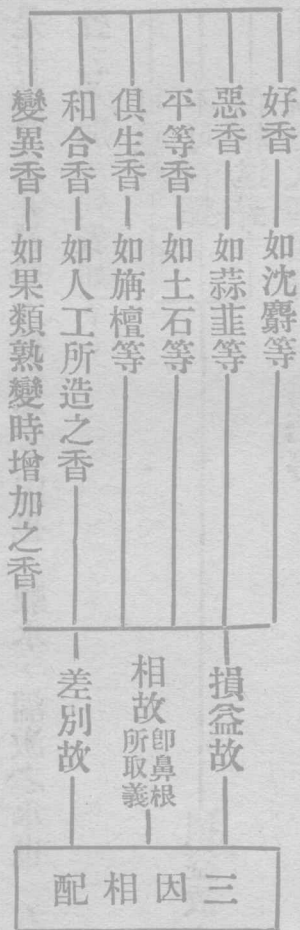 好香 如沈麝等
惡香 如蒜韭等
平等香 如土石等
俱生香 如旃檀等
和合香 如人工所造之香
變異香 如果類熟變時增加之香
損益故
相故 卽鼻根所取義
差別故
三因相配